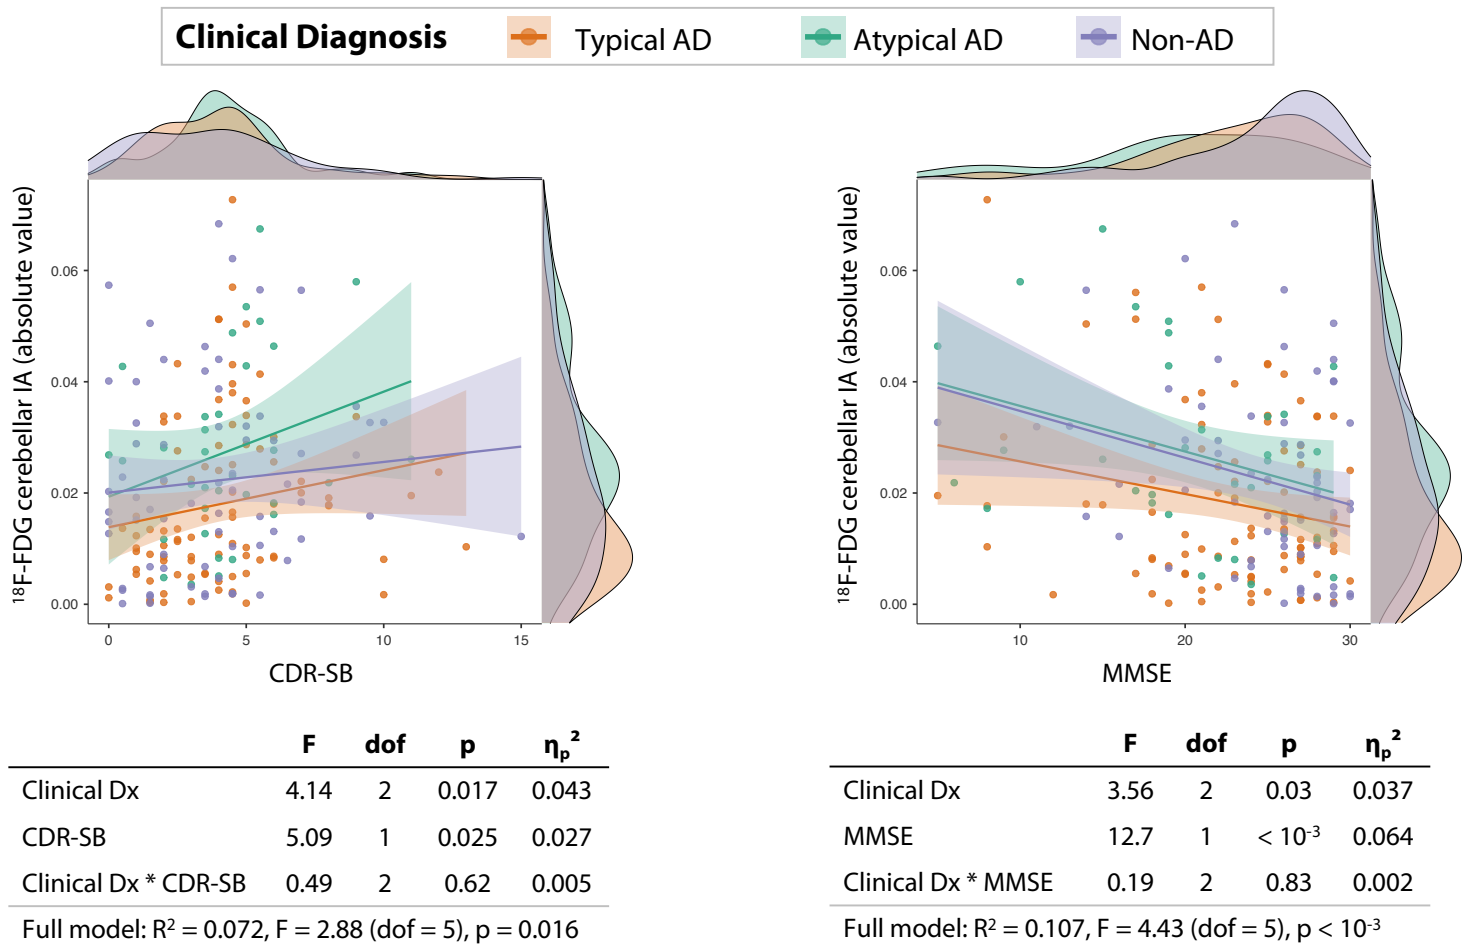 Clinical Diagnosis Typical AD Atypical AD Non-AD
¹⁸F-FDG cerebellar IA (absolute value)
0.06
0.04
0.02
0.00
0 5 10 15
CDR-SB
¹⁸F-FDG cerebellar IA (absolute value)
0.06
0.04
0.02
0.00
10 20 30
MMSE
F dof p ηₚ²
Clinical Dx 4.14 2 0.017 0.043
CDR-SB 5.09 1 0.025 0.027
Clinical Dx * CDR-SB 0.49 2 0.62 0.005
Full model: R² = 0.072, F = 2.88 (dof = 5), p = 0.016
F dof p ηₚ²
Clinical Dx 3.56 2 0.03 0.037
MMSE 12.7 1 < 10⁻³ 0.064
Clinical Dx * MMSE 0.19 2 0.83 0.002
Full model: R² = 0.107, F = 4.43 (dof = 5), p < 10⁻³